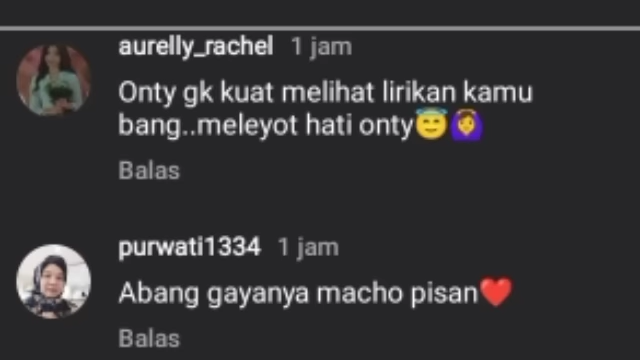 aurelly_rachel 1 jam
Onty gk kuat melihat lirikan kamu
bang..meleyot hati onty😇🙆‍♀️
Balas
purwati1334 1 jam
Abang gayanya macho pisan❤️
Balas